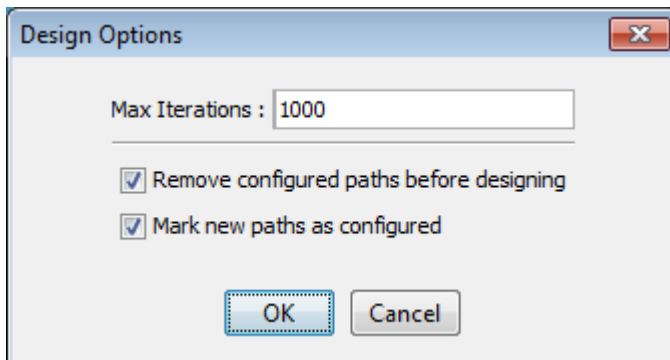 Design Options
Max Iterations : 1000
Remove configured paths before designing
Mark new paths as configured
OK Cancel